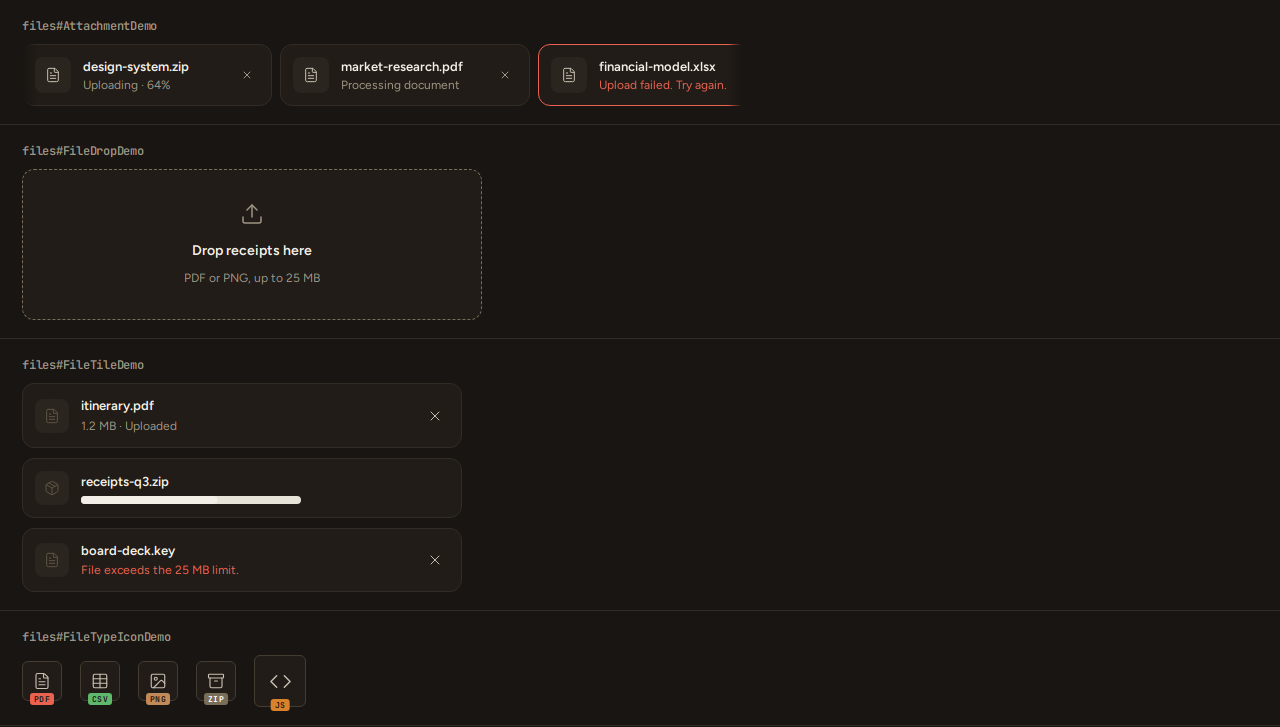 files#AttachmentDemo
design-system.zip
Uploading · 64%
market-research.pdf
Processing document
financial-model.xlsx
Upload failed. Try again.
files#FileDropDemo
Drop receipts here
PDF or PNG, up to 25 MB
files#FileTileDemo
itinerary.pdf
1.2 MB · Uploaded
receipts-q3.zip
board-deck.key
File exceeds the 25 MB limit.
files#FileTypeIconDemo
PDF
CSV
PNG
ZIP
JS